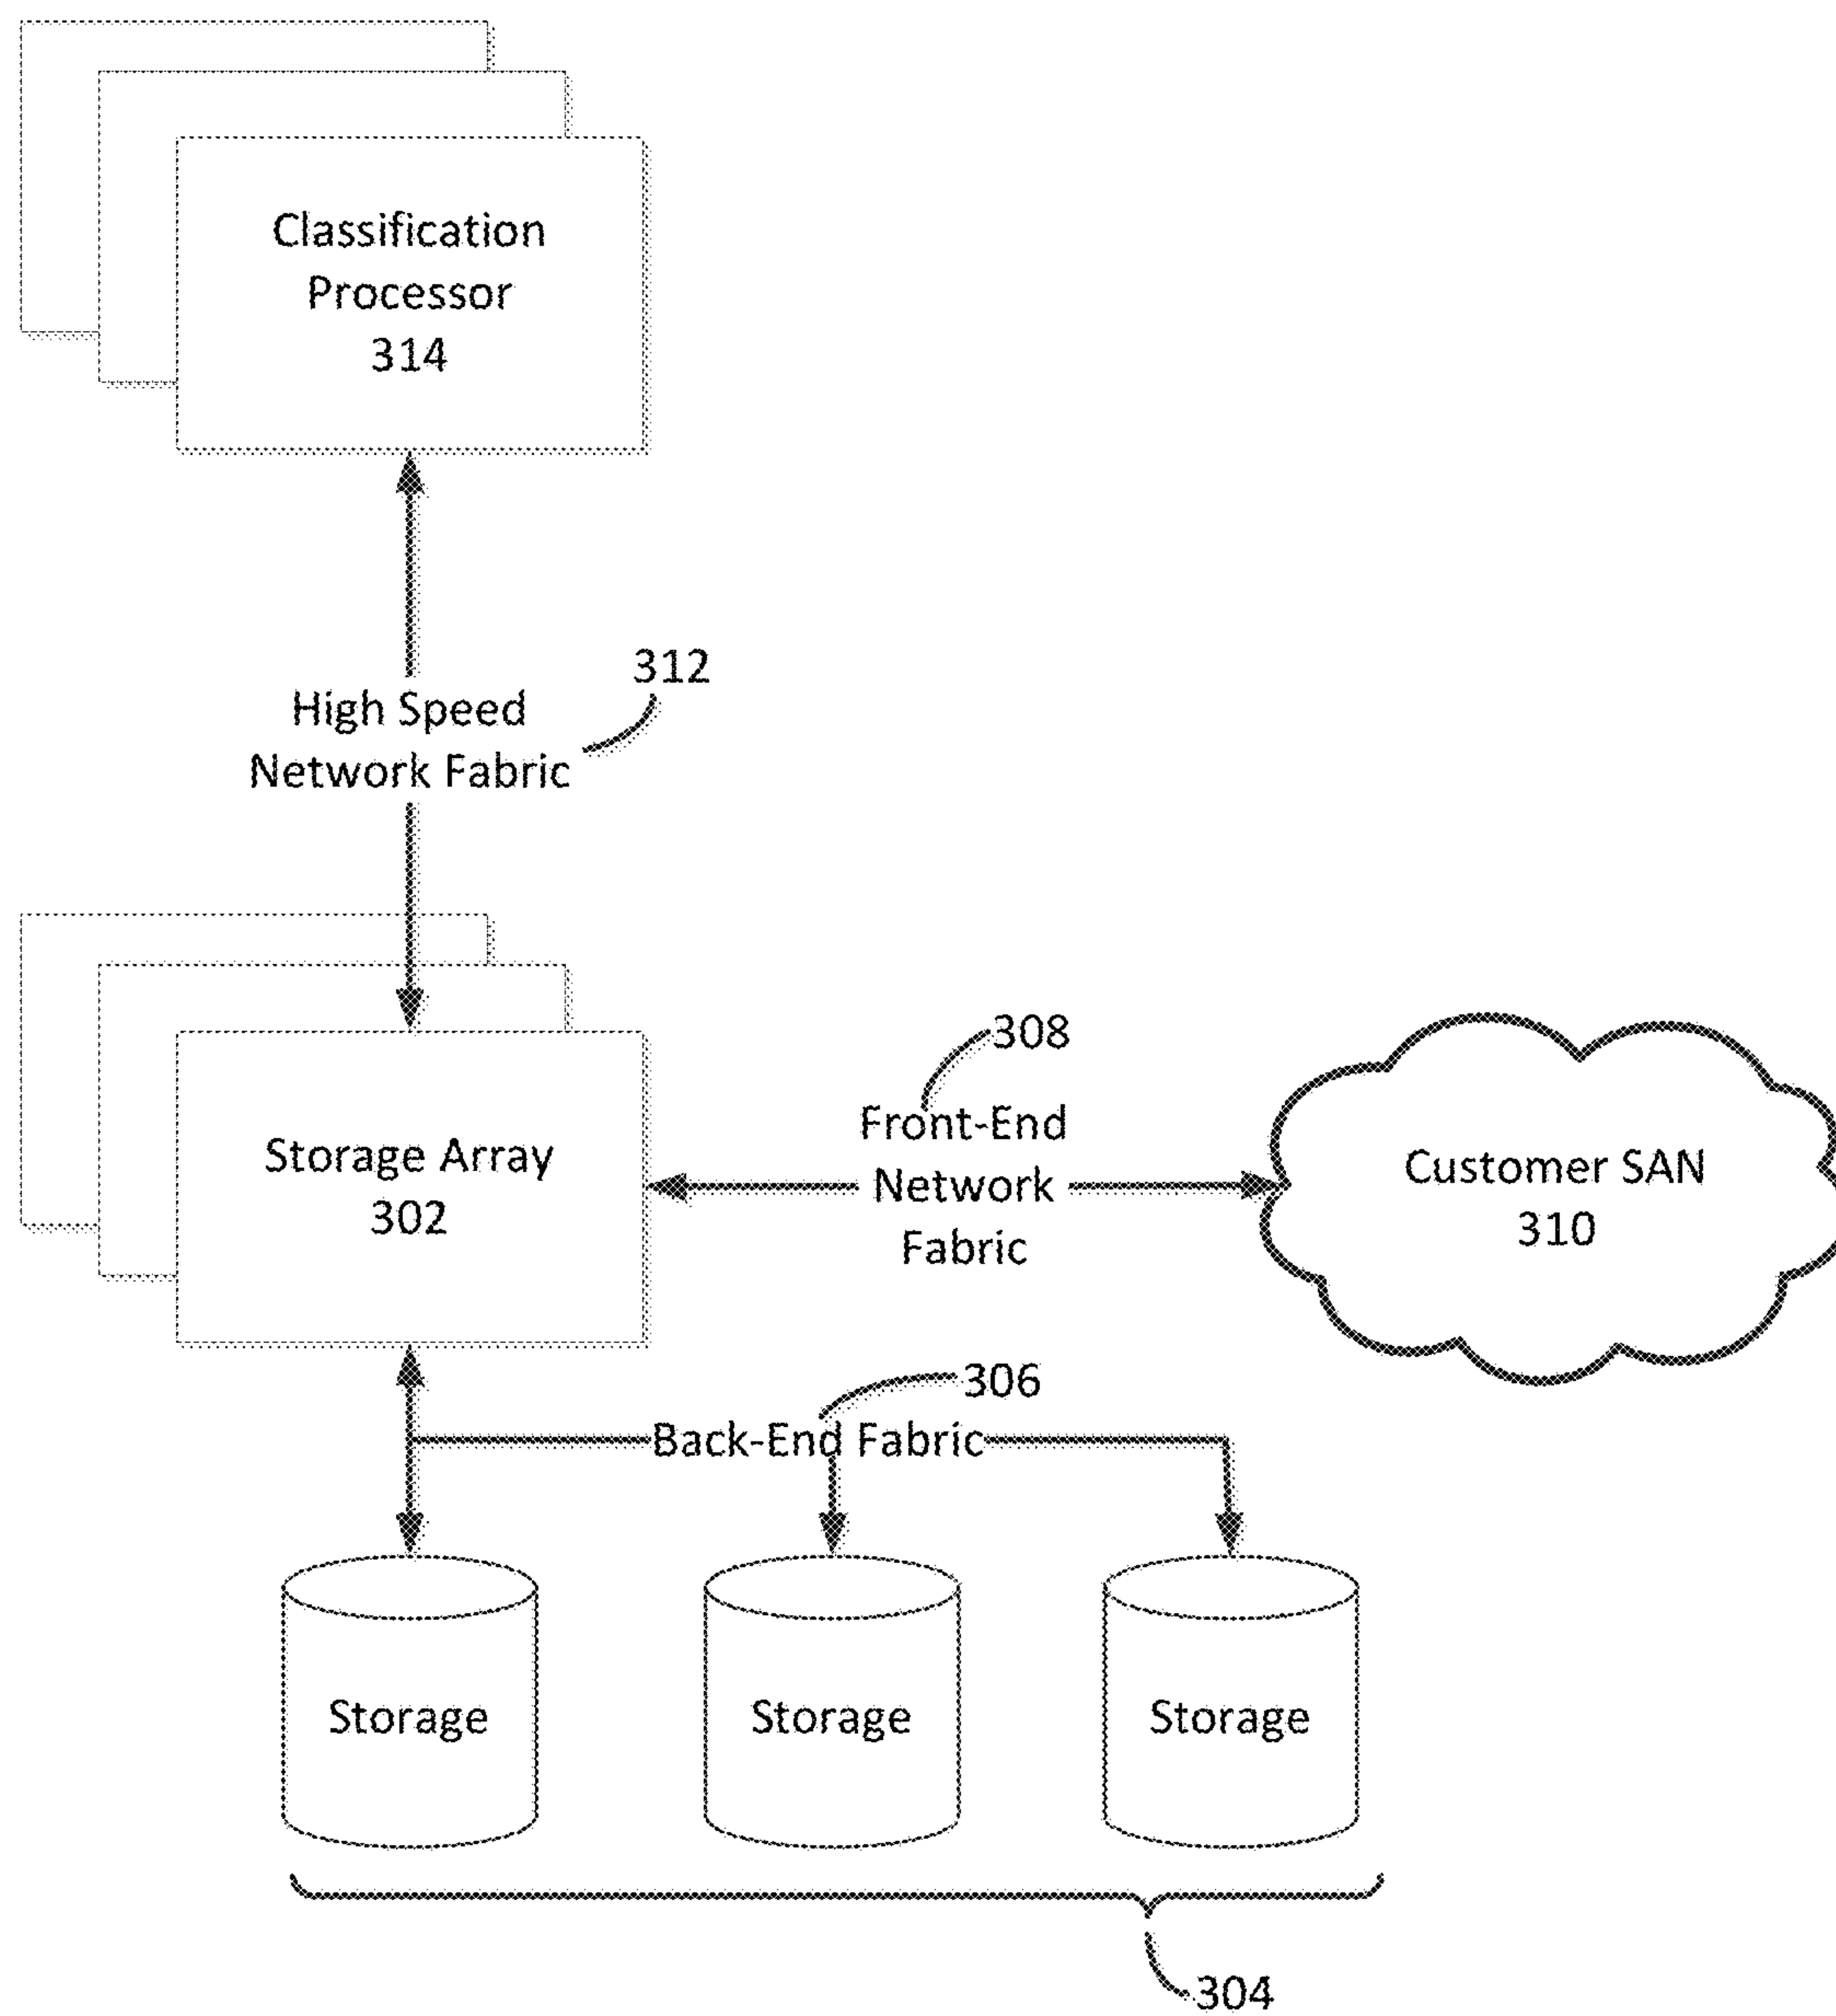 Classification
Processor
314
312
High Speed
Network Fabric
308
Front-End
Network
Fabric
Storage Array
302
Customer SAN
310
306
Back-End Fabric
Storage
Storage
Storage
304